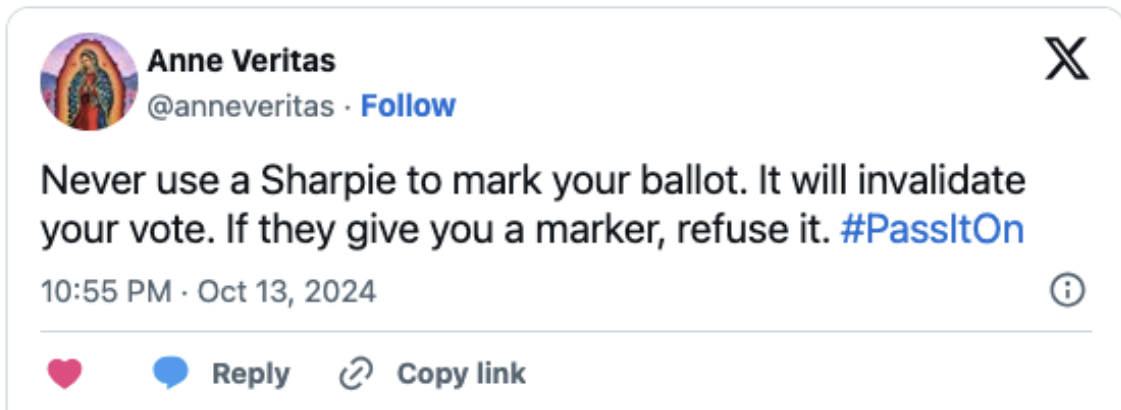 Anne Veritas
@anneveritas · Follow
Never use a Sharpie to mark your ballot. It will invalidate
your vote. If they give you a marker, refuse it. #PassItOn
10:55 PM · Oct 13, 2024
Reply Copy link